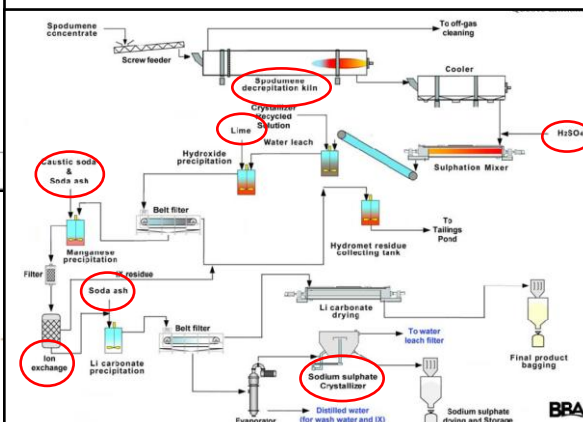 Spodumene
concentrate
Screw feeder
To off-gas
cleaning
Spodumene
decrepitation kiln
Cooler
Crystallizer
Recycled
Solution
Lime
H₂SO₄
Water leach
Hydroxide
precipitation
Sulphation Mixer
Caustic soda
&
Soda ash
Belt filter
To
Tailings
Pond
Manganese
precipitation
Hydromet residue
collecting tank
Filter
IX residue
Soda ash
Li carbonate
drying
Belt filter
Ion
exchange
Li carbonate
precipitation
To water
leach filter
Final product
bagging
Sodium sulphate
Crystallizer
Evaporator
Distilled water
(for wash water and IX)
Sodium sulphate
drying and Storage
BBA